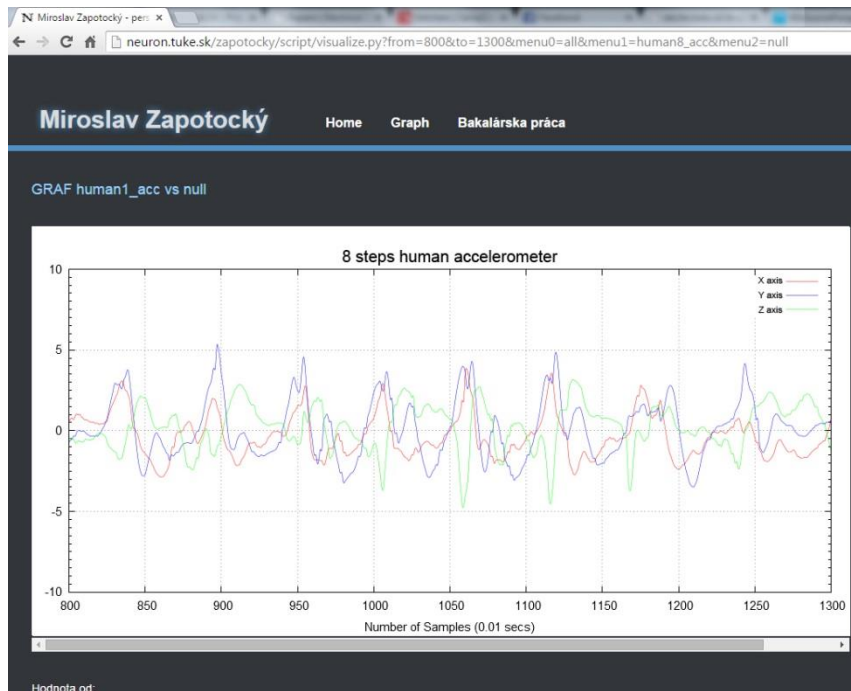 Miroslav Zapotocký - pers
neuron.tuke.sk/zapotocky/script/visualize.py?from=800&to=1300&menu0=all&menu1=human8_acc&menu2=null
Miroslav Zapotocký
Home
Graph
Bakalárska práca
GRAF human1_acc vs null
8 steps human accelerometer
X axis
Y axis
Z axis
10
5
0
-5
-10
800 850 900 950 1000 1050 1100 1150 1200 1250 1300
Number of Samples (0.01 secs)
Hodnota od: